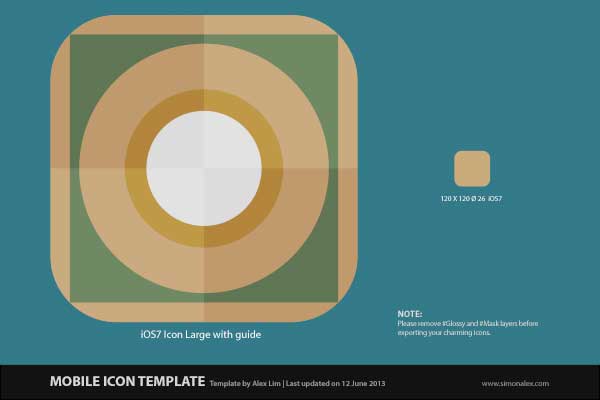 120 X 120 Ø 26 iOS7
NOTE:
Please remove #Glossy and #Mask layers before
exporting your charming icons.
iOS7 Icon Large with guide
MOBILE ICON TEMPLATE Template by Alex Lim | Last updated on 12 June 2013
www.simonalex.com